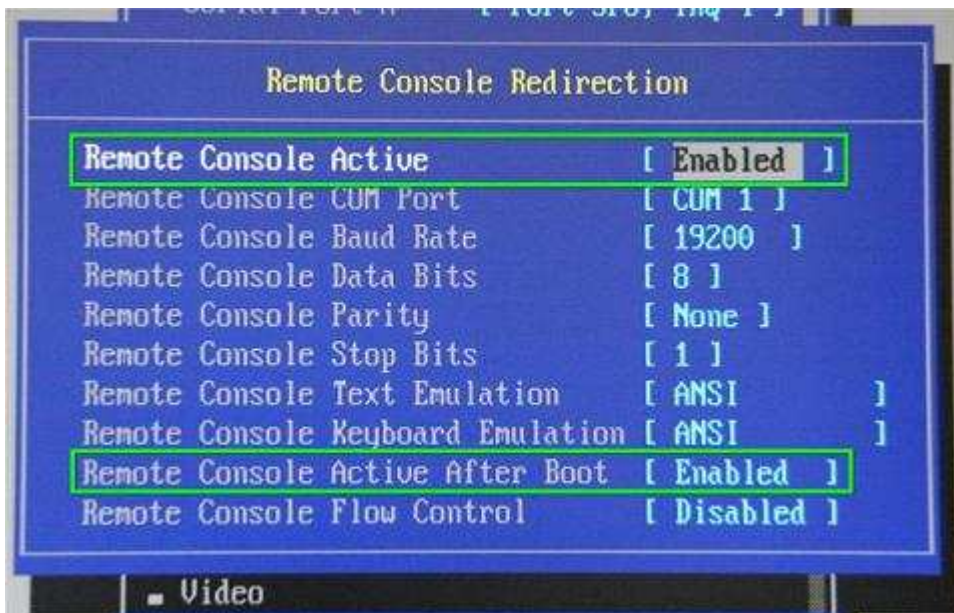 Remote Console Redirection
Remote Console Active [ Enabled ]
Remote Console COM Port [ COM 1 ]
Remote Console Baud Rate [ 19200 ]
Remote Console Data Bits [ 8 ]
Remote Console Parity [ None ]
Remote Console Stop Bits [ 1 ]
Remote Console Text Emulation [ ANSI ]
Remote Console Keyboard Emulation [ ANSI ]
Remote Console Active After Boot [ Enabled ]
Remote Console Flow Control [ Disabled ]
Video